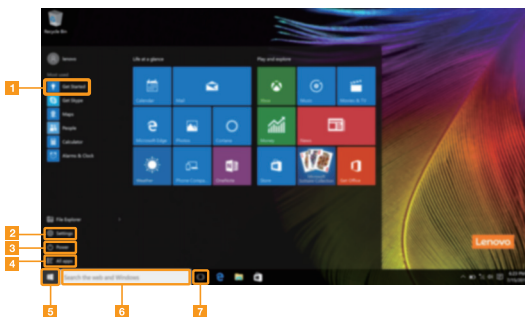 Recycle Bin
lenovo
Most used
Get Started
Get Skype
Maps
People
Calculator
Alarms & Clock
File Explorer
Settings
Power
All apps
Life at a glance
Calendar
Mail
Microsoft Edge
Photos
Cortana
Weather
Phone Compa...
OneNote
Play and explore
Xbox
Music
Movies & TV
Money
News
Store
Microsoft
Solitaire Collection
Get Office
Lenovo
Search the web and Windows
1
2
3
4
5
6
7